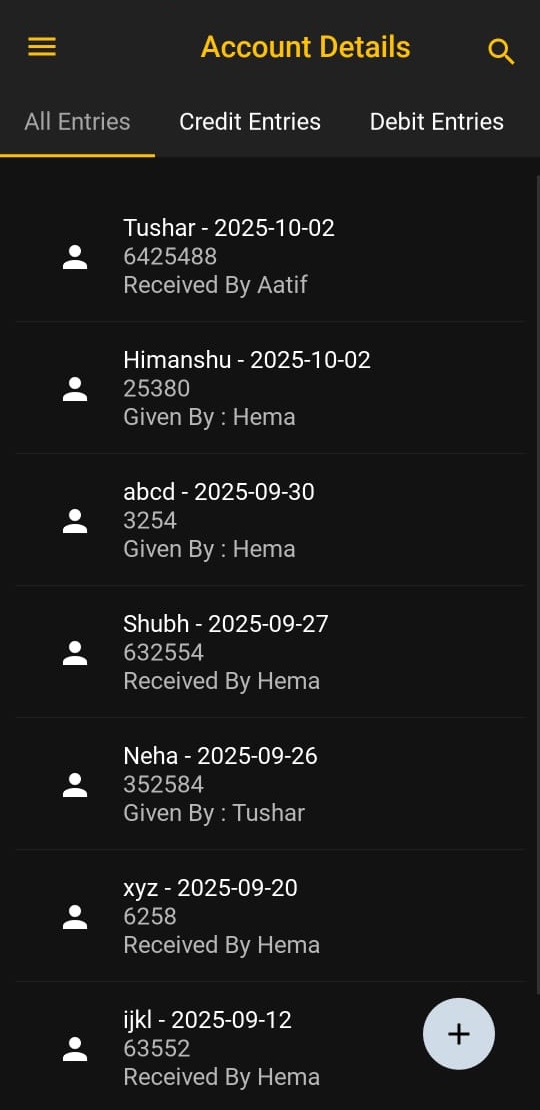 Account Details
All Entries
Credit Entries
Debit Entries
Tushar - 2025-10-02
6425488
Received By Aatif
Himanshu - 2025-10-02
25380
Given By : Hema
abcd - 2025-09-30
3254
Given By : Hema
Shubh - 2025-09-27
632554
Received By Hema
Neha - 2025-09-26
352584
Given By : Tushar
xyz - 2025-09-20
6258
Received By Hema
ijkl - 2025-09-12
63552
Received By Hema